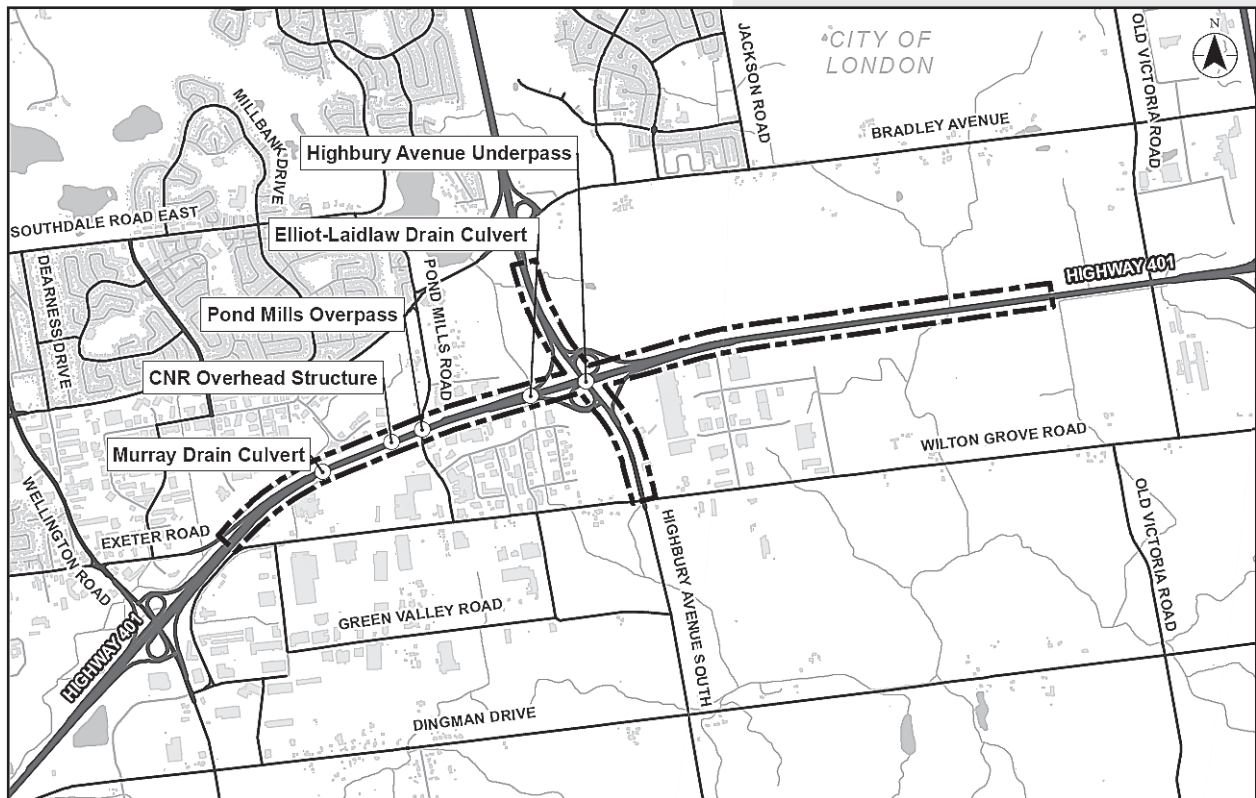 CITY OF
LONDON
N
JACKSON ROAD
OLD VICTORIA ROAD
BRADLEY AVENUE
MILLBANK DRIVE
Highbury Avenue Underpass
SOUTHDALE ROAD EAST
Elliot-Laidlaw Drain Culvert
DEARNESS DRIVE
POND MILLS ROAD
HIGHWAY 401
Pond Mills Overpass
CNR Overhead Structure
WILTON GROVE ROAD
Murray Drain Culvert
WELLINGTON ROAD
EXETER ROAD
OLD VICTORIA ROAD
HIGHBURY AVENUE SOUTH
GREEN VALLEY ROAD
HIGHWAY 401
DINGMAN DRIVE